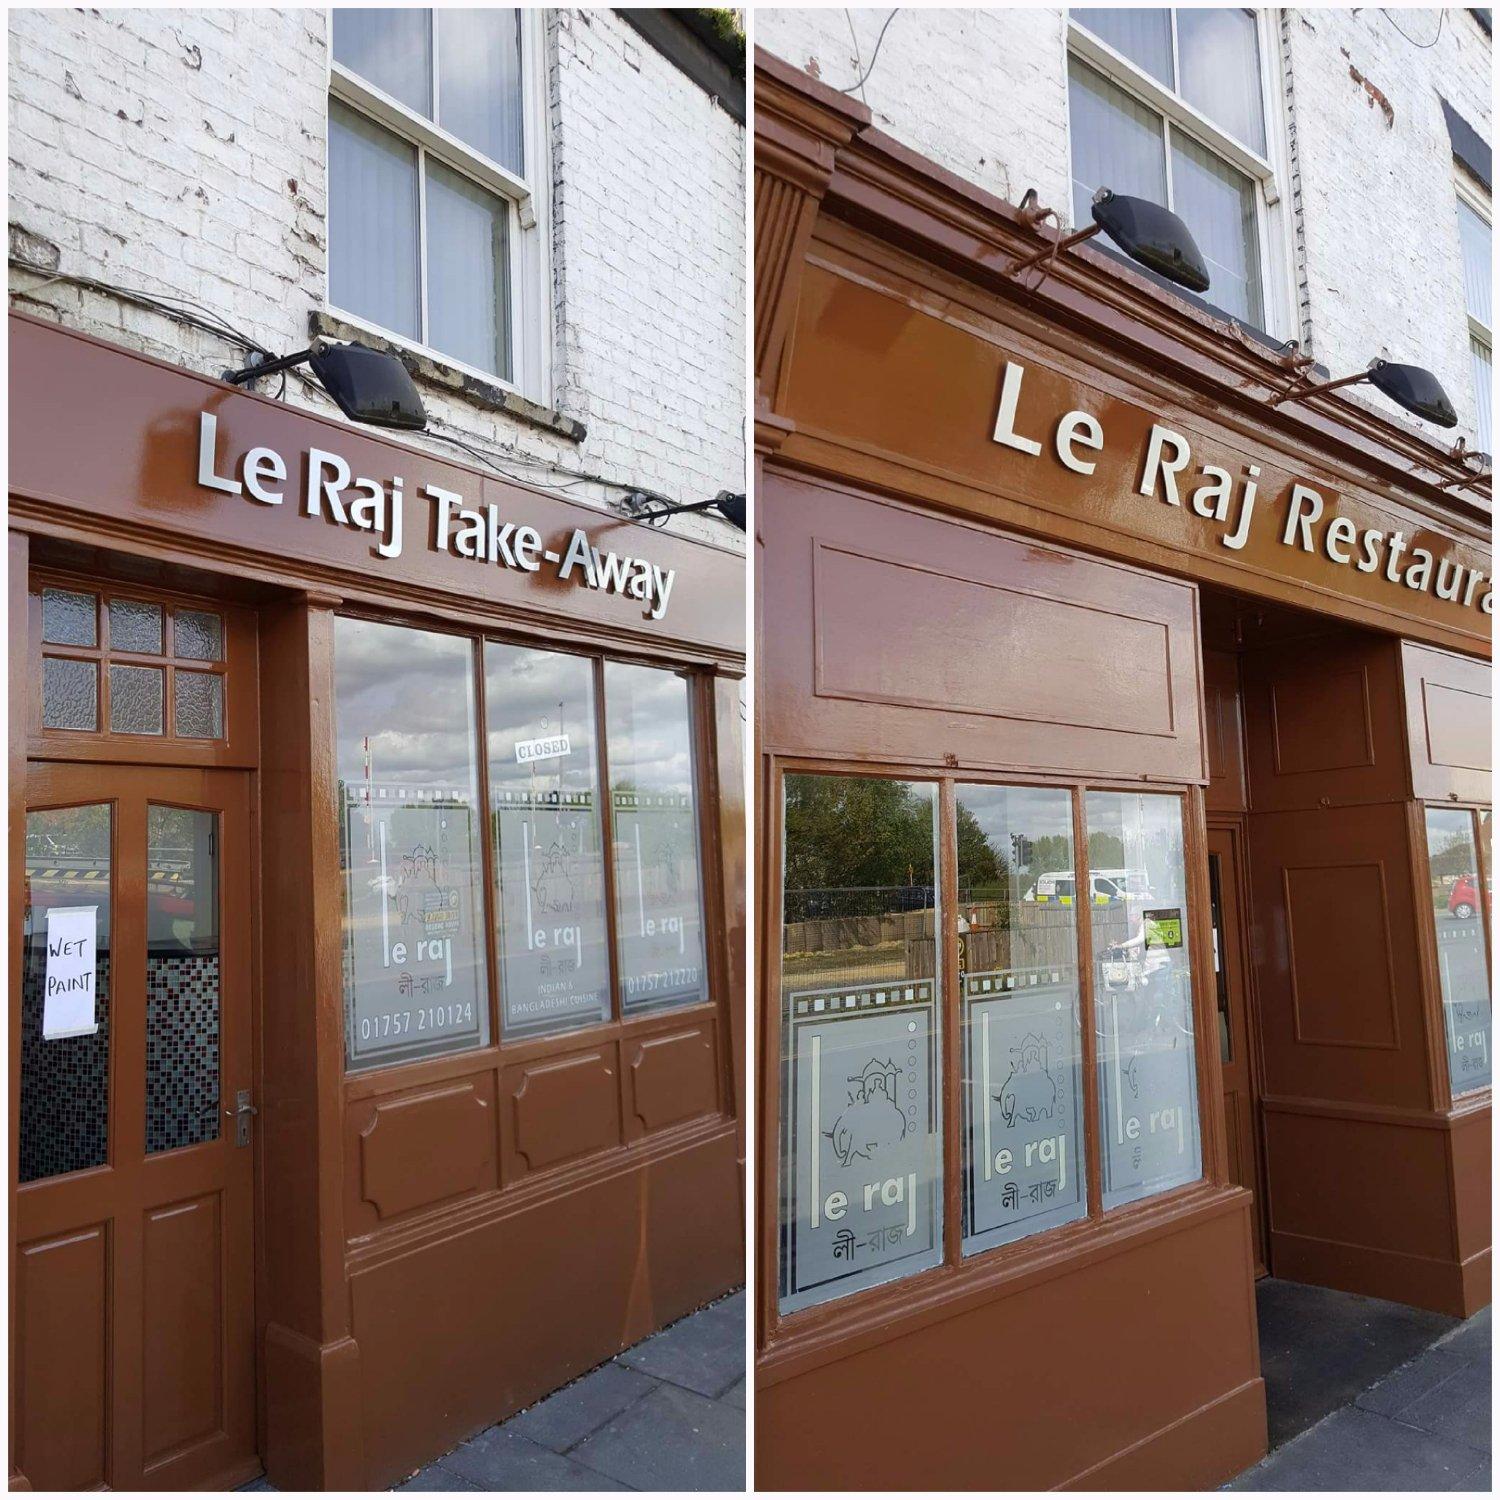 Le Raj Take-Away
CLOSED
WET
PAINT
le raj
লী-রাজ
01757 210124
le raj
লী-রাজ
INDIAN &
BANGLADESHI CUISINE
le raj
01757 212220
Le Raj Restaura
le raj
লী-রাজ
le raj
লী-রাজ
le raj
le raj
লী-রাজ